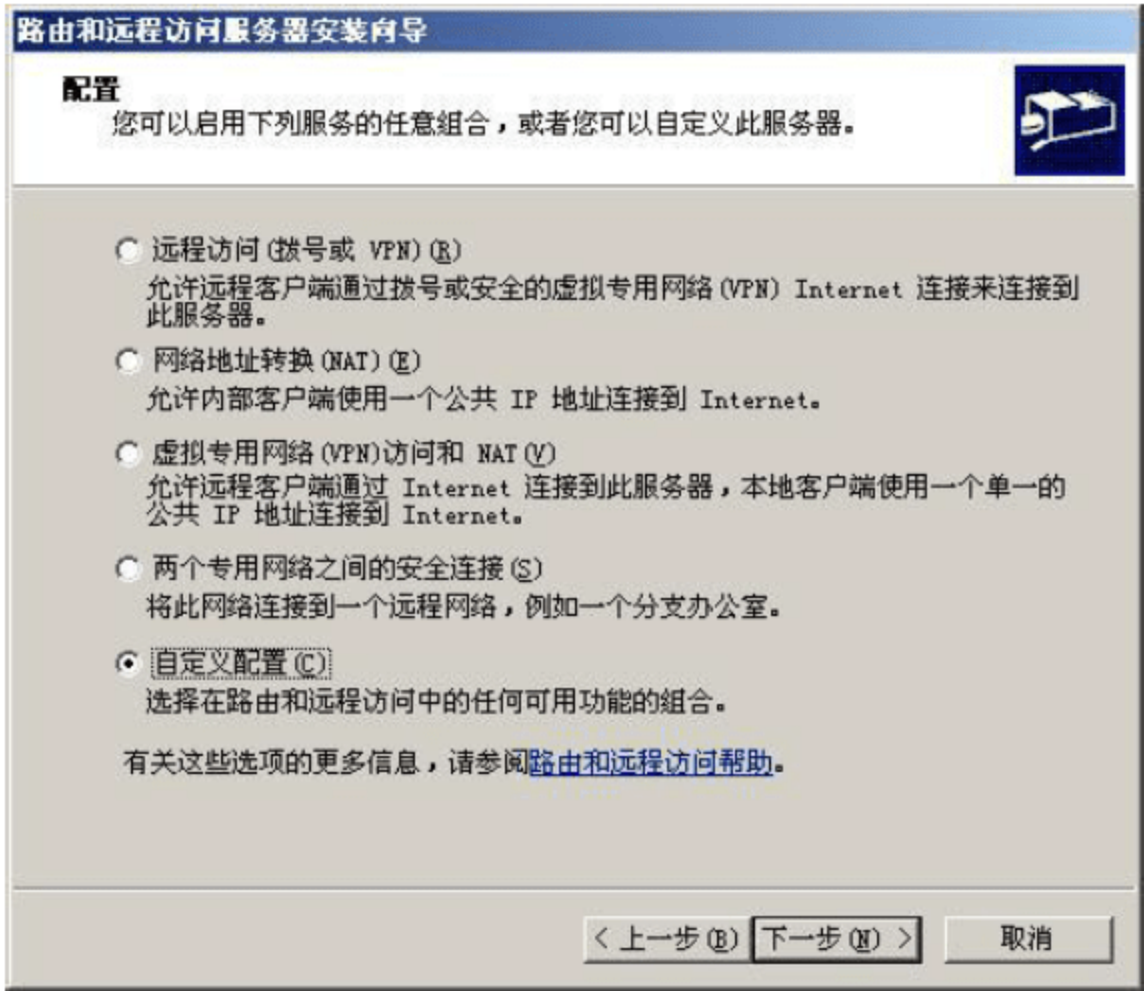 路由和远程访问服务器安装向导
配置
您可以启用下列服务的任意组合，或者您可以自定义此服务器。
远程访问(拨号或 VPN)(R)
允许远程客户端通过拨号或安全的虚拟专用网络(VPN) Internet 连接来连接到
此服务器。
网络地址转换(NAT)(E)
允许内部客户端使用一个公共 IP 地址连接到 Internet。
虚拟专用网络(VPN)访问和 NAT(V)
允许远程客户端通过 Internet 连接到此服务器，本地客户端使用一个单一的
公共 IP 地址连接到 Internet。
两个专用网络之间的安全连接(S)
将此网络连接到一个远程网络，例如一个分支办公室。
自定义配置(C)
选择在路由和远程访问中的任何可用功能的组合。
有关这些选项的更多信息，请参阅路由和远程访问帮助。
< 上一步(B) 下一步(N) > 取消